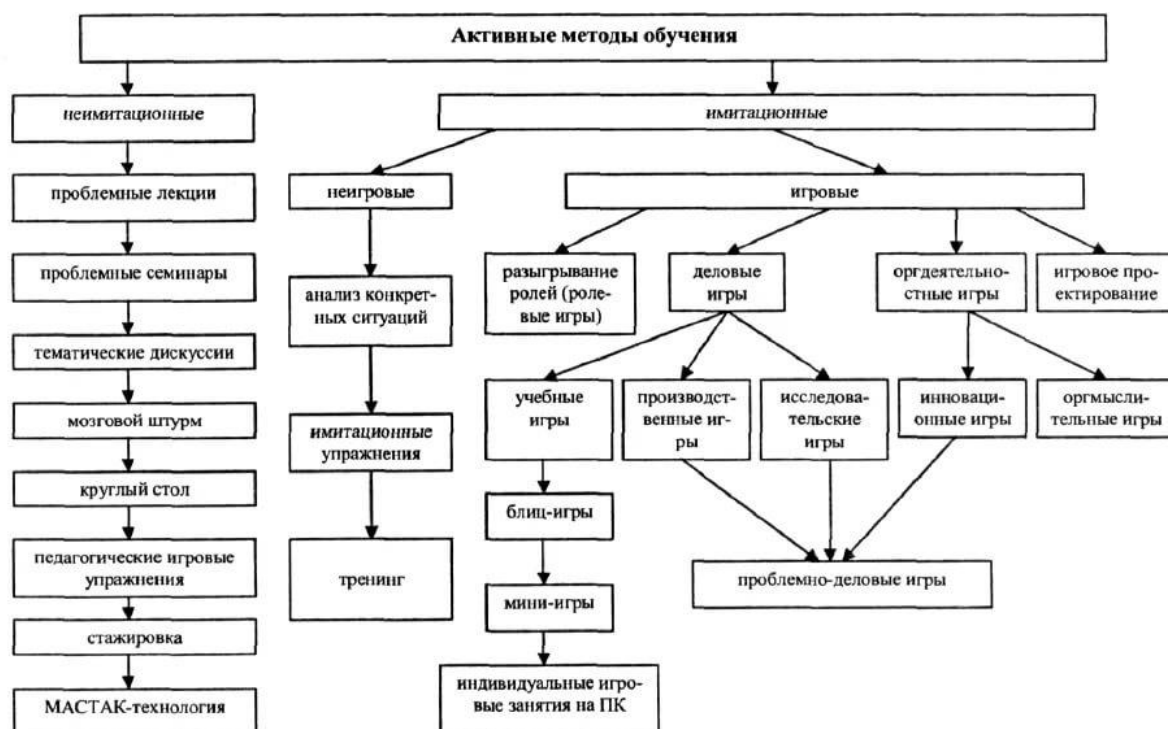 Активные методы обучения
неимитационные
имитационные
проблемные лекции
неигровые
игровые
проблемные семинары
анализ конкрет-
ных ситуаций
разыгрывание
ролей (роле-
вые игры)
деловые
игры
оргдеятельно-
стные игры
игровое про-
ектирование
тематические дискуссии
мозговой штурм
имитационные
упражнения
учебные
игры
производст-
венные иг-
ры
исследова-
тельские
игры
инноваци-
онные игры
оргмысли-
тельные игры
круглый стол
блиц-игры
педагогические игровые
упражнения
тренинг
проблемно-деловые игры
мини-игры
стажировка
индивидуальные игро-
вые занятия на ПК
МАСТАК-технология